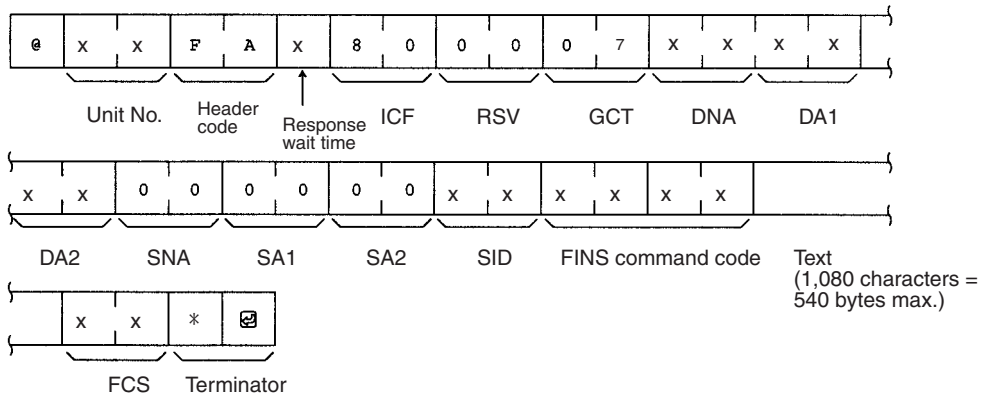 @ x x F A x 8 0 0 0 0 7 x x x x
Unit No. Header code Response wait time ICF RSV GCT DNA DA1
x x 0 0 0 0 0 0 x x x x x x
DA2 SNA SA1 SA2 SID FINS command code Text
(1,080 characters =
540 bytes max.)
x x * ↵
FCS Terminator